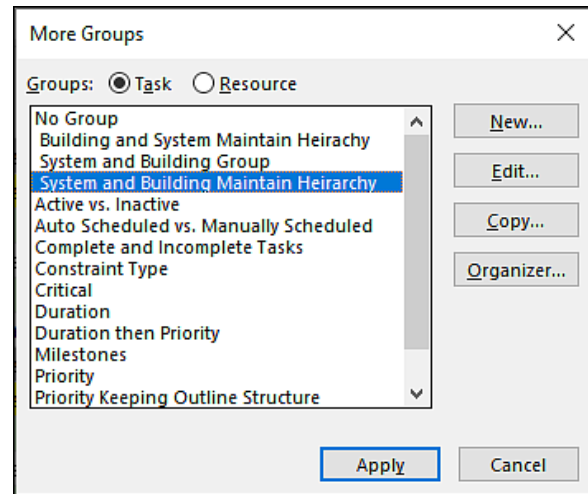 More Groups
Groups: Task Resource
No Group
Building and System Maintain Heirachy
System and Building Group
System and Building Maintain Heirarchy
Active vs. Inactive
Auto Scheduled vs. Manually Scheduled
Complete and Incomplete Tasks
Constraint Type
Critical
Duration
Duration then Priority
Milestones
Priority
Priority Keeping Outline Structure
New...
Edit...
Copy...
Organizer...
Apply Cancel